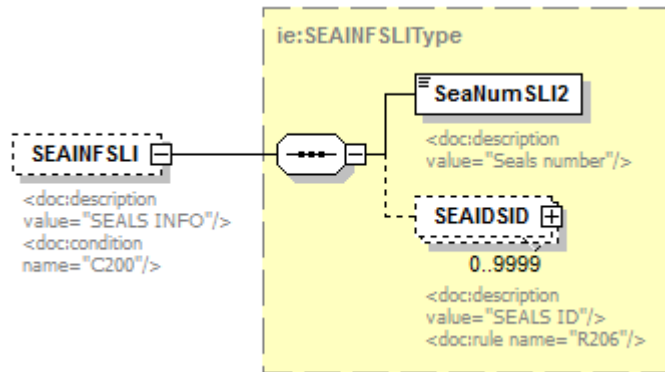 ie:SEAINFSLIType
SeaNumSLI2
<doc:description
value="Seals number"/>
SEAINFSLI
<doc:description
value="SEALS INFO"/>
<doc:condition
name="C200"/>
SEAIDSID
0..9999
<doc:description
value="SEALS ID"/>
<doc:rule name="R206"/>